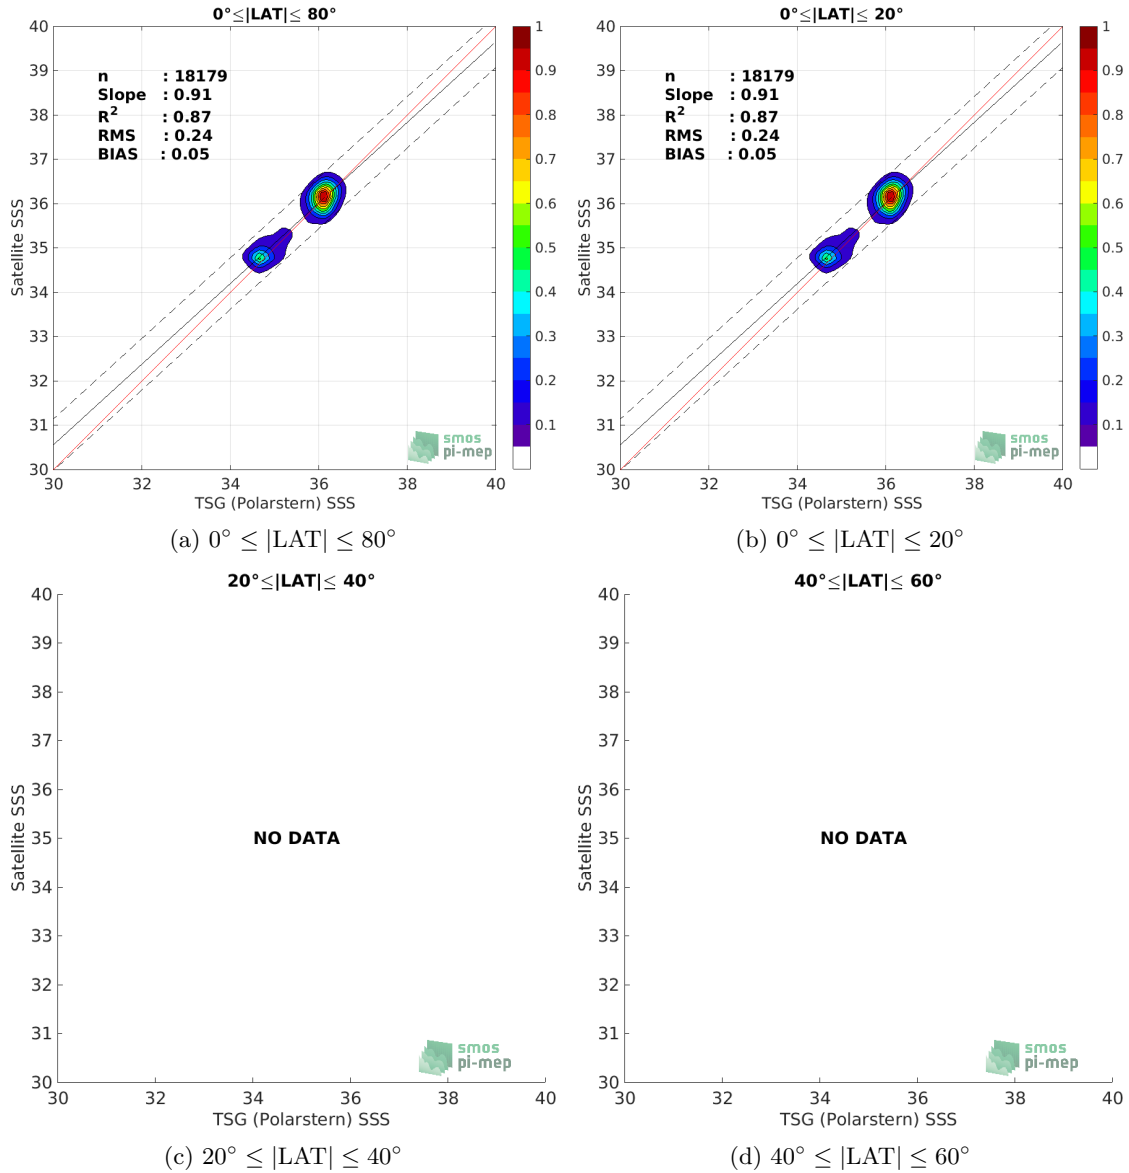 0°≤|LAT|≤ 80°
40
39
38
37
36
35
34
33
32
31
30
Satellite SSS
n : 18179
Slope : 0.91
R² : 0.87
RMS : 0.24
BIAS : 0.05
1
0.9
0.8
0.7
0.6
0.5
0.4
0.3
0.2
0.1
smos
pi-mep
30 32 34 36 38 40
TSG (Polarstern) SSS
(a) 0° ≤ |LAT| ≤ 80°
0°≤|LAT|≤ 20°
40
39
38
37
36
35
34
33
32
31
30
Satellite SSS
n : 18179
Slope : 0.91
R² : 0.87
RMS : 0.24
BIAS : 0.05
1
0.9
0.8
0.7
0.6
0.5
0.4
0.3
0.2
0.1
smos
pi-mep
30 32 34 36 38 40
TSG (Polarstern) SSS
(b) 0° ≤ |LAT| ≤ 20°
20°≤|LAT|≤ 40°
40
39
38
37
36
35
34
33
32
31
30
Satellite SSS
NO DATA
smos
pi-mep
30 32 34 36 38 40
TSG (Polarstern) SSS
(c) 20° ≤ |LAT| ≤ 40°
40°≤|LAT|≤ 60°
40
39
38
37
36
35
34
33
32
31
30
Satellite SSS
NO DATA
smos
pi-mep
30 32 34 36 38 40
TSG (Polarstern) SSS
(d) 40° ≤ |LAT| ≤ 60°